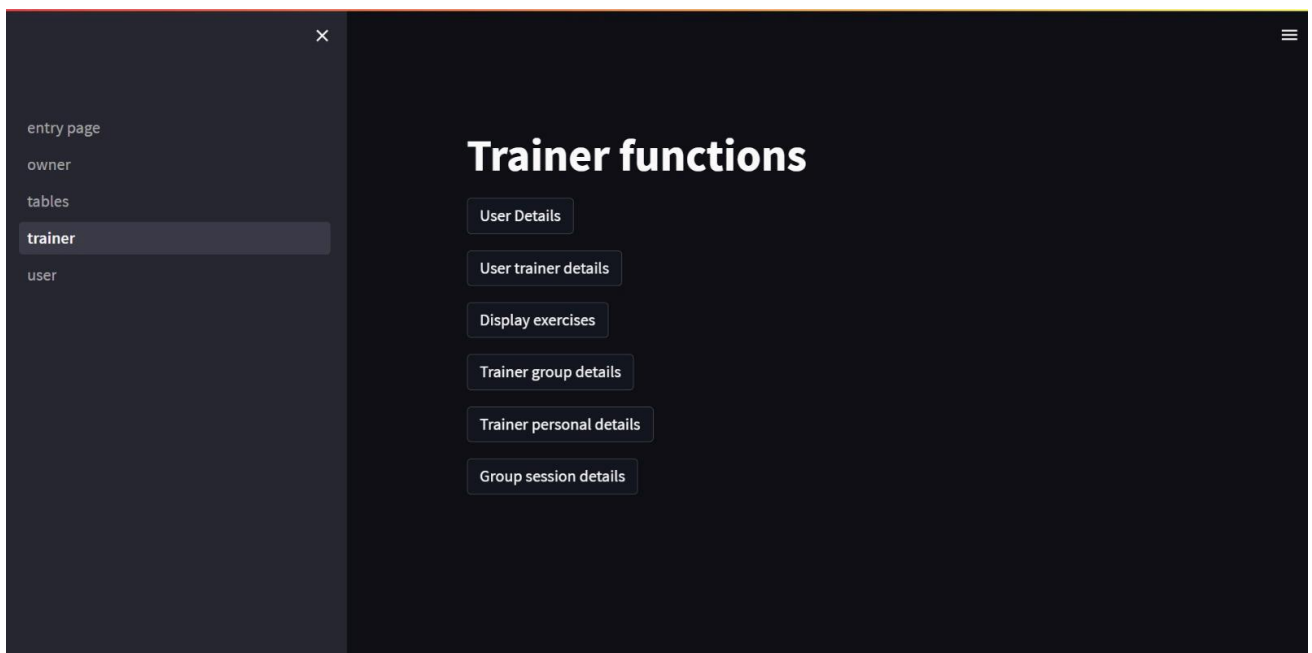 entry page
owner
tables
trainer
user
Trainer functions
User Details
User trainer details
Display exercises
Trainer group details
Trainer personal details
Group session details